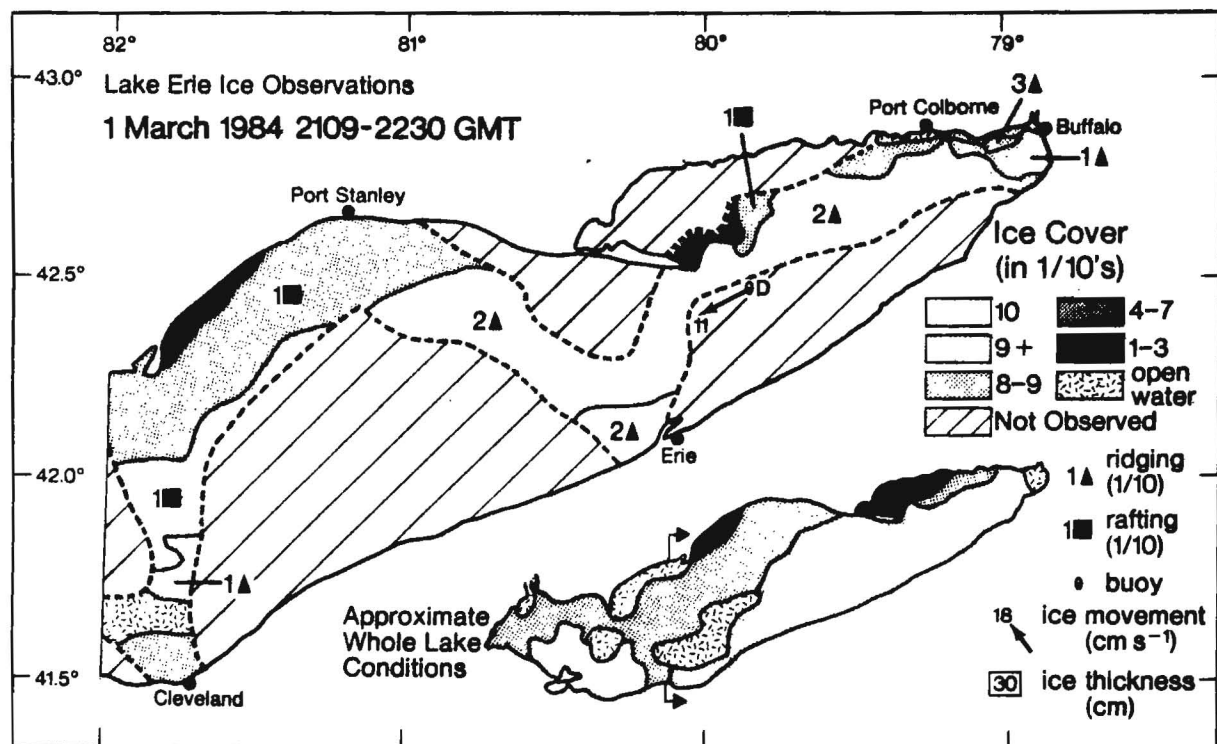 82° 81° 80° 79°
43.0°
Lake Erie Ice Observations
1 March 1984 2109-2230 GMT
1■
Port Colborne
3▲
Buffalo
1▲
Port Stanley
2▲
42.5°
1■
D
11
2▲
Ice Cover
(in 1/10's)
10
4-7
9+
1-3
8-9
open
water
Not Observed
2▲
Erie
42.0°
1■
1▲
1▲ ridging
(1/10)
1■ rafting
(1/10)
buoy
18 ice movement
(cm s⁻¹)
30 ice thickness
(cm)
Approximate
Whole Lake
Conditions
41.5°
Cleveland